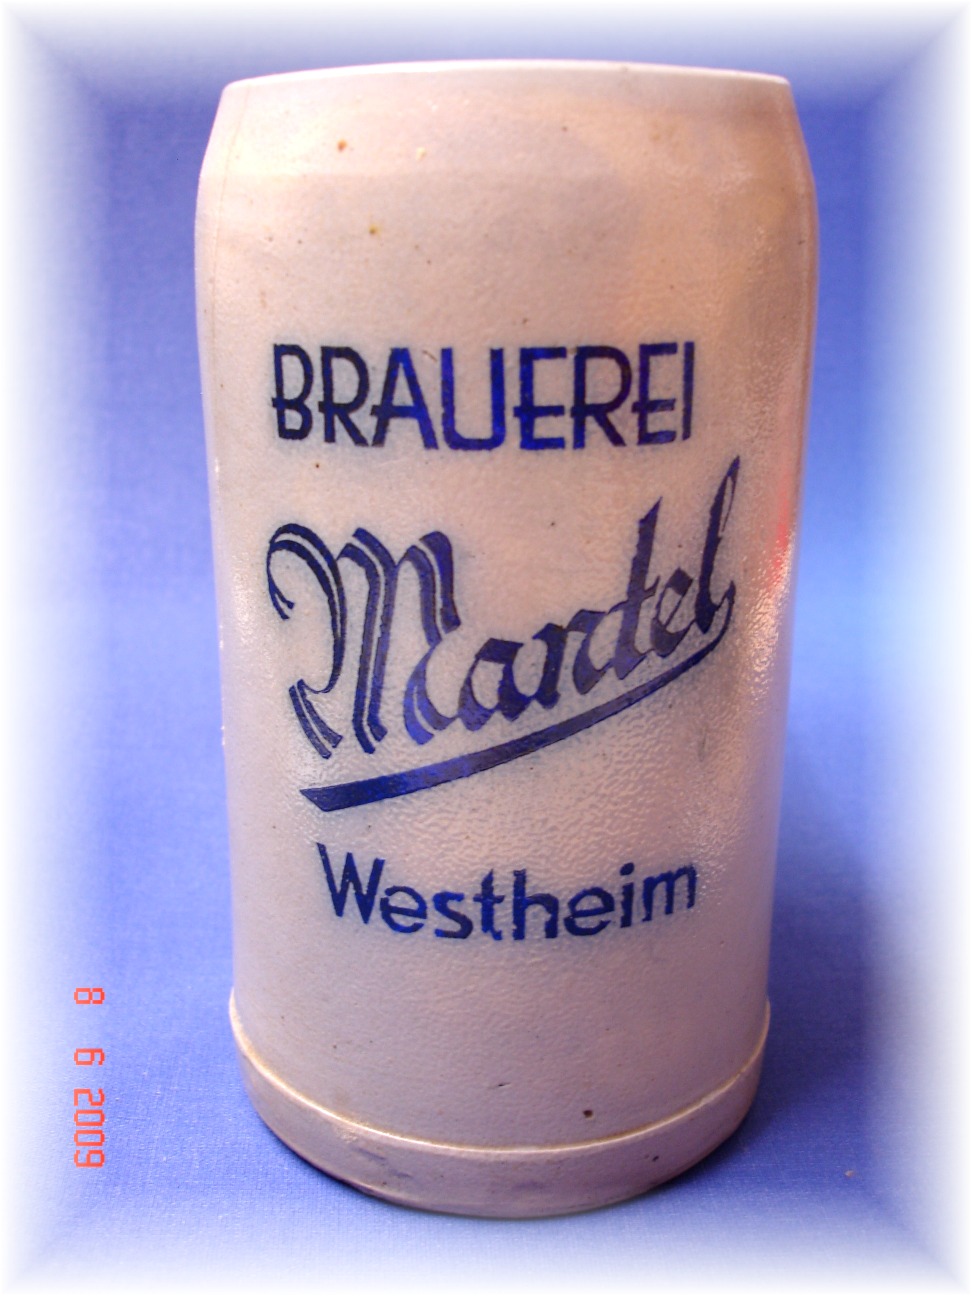 BRAUEREI
Mantel
Westheim
8 6 2009